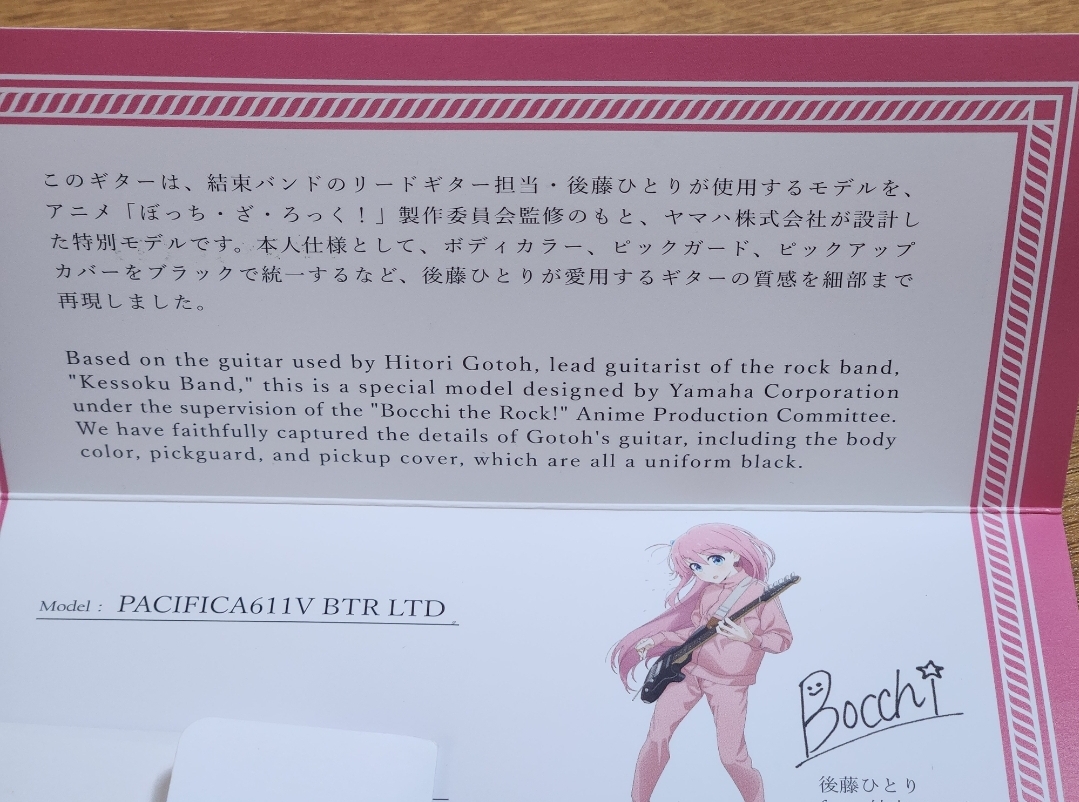 このギターは、結束バンドのリードギター担当・後藤ひとりが使用するモデルを、
アニメ「ぼっち・ざ・ろっく！」製作委員会監修のもと、ヤマハ株式会社が設計し
た特別モデルです。本人仕様として、ボディカラー、ピックガード、ピックアップ
カバーをブラックで統一するなど、後藤ひとりが愛用するギターの質感を細部まで
再現しました。
Based on the guitar used by Hitori Gotoh, lead guitarist of the rock band,
"Kessoku Band," this is a special model designed by Yamaha Corporation
under the supervision of the "Bocchi the Rock!" Anime Production Committee.
We have faithfully captured the details of Gotoh's guitar, including the body
color, pickguard, and pickup cover, which are all a uniform black.
Model : PACIFICA611V BTR LTD
Bocchi
後藤ひとり